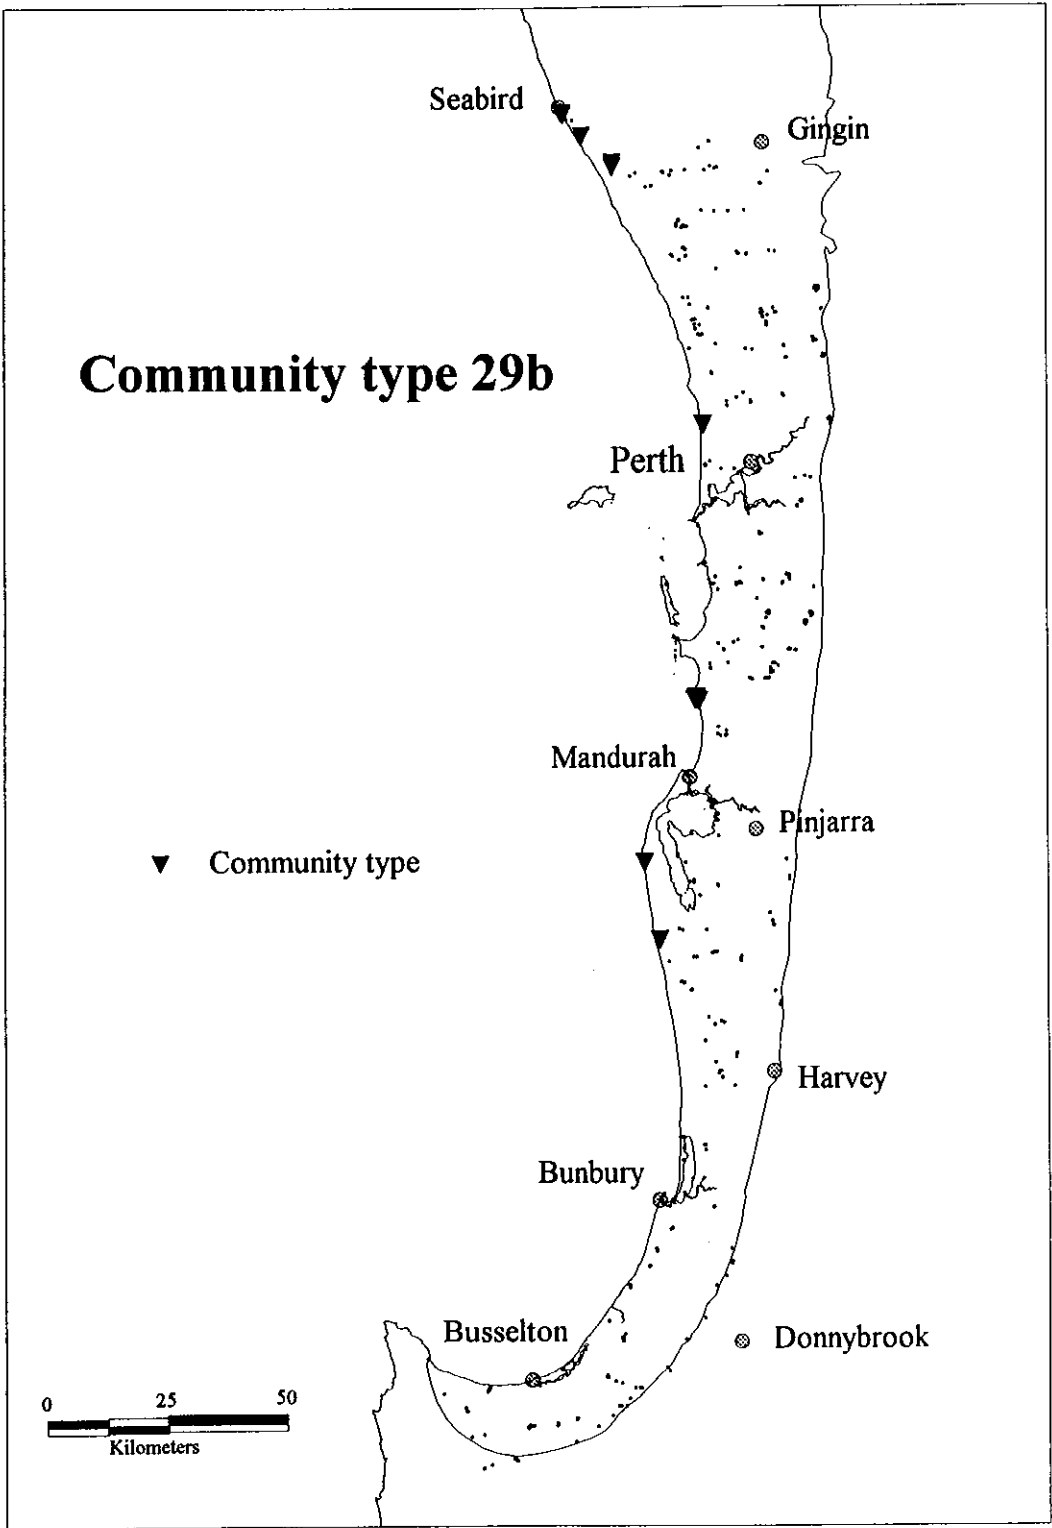 Seabird
Gingin
Community type 29b
Perth
Mandurah
Pinjarra
Community type
Harvey
Bunbury
Busselton
Donnybrook
0 25 50
Kilometers